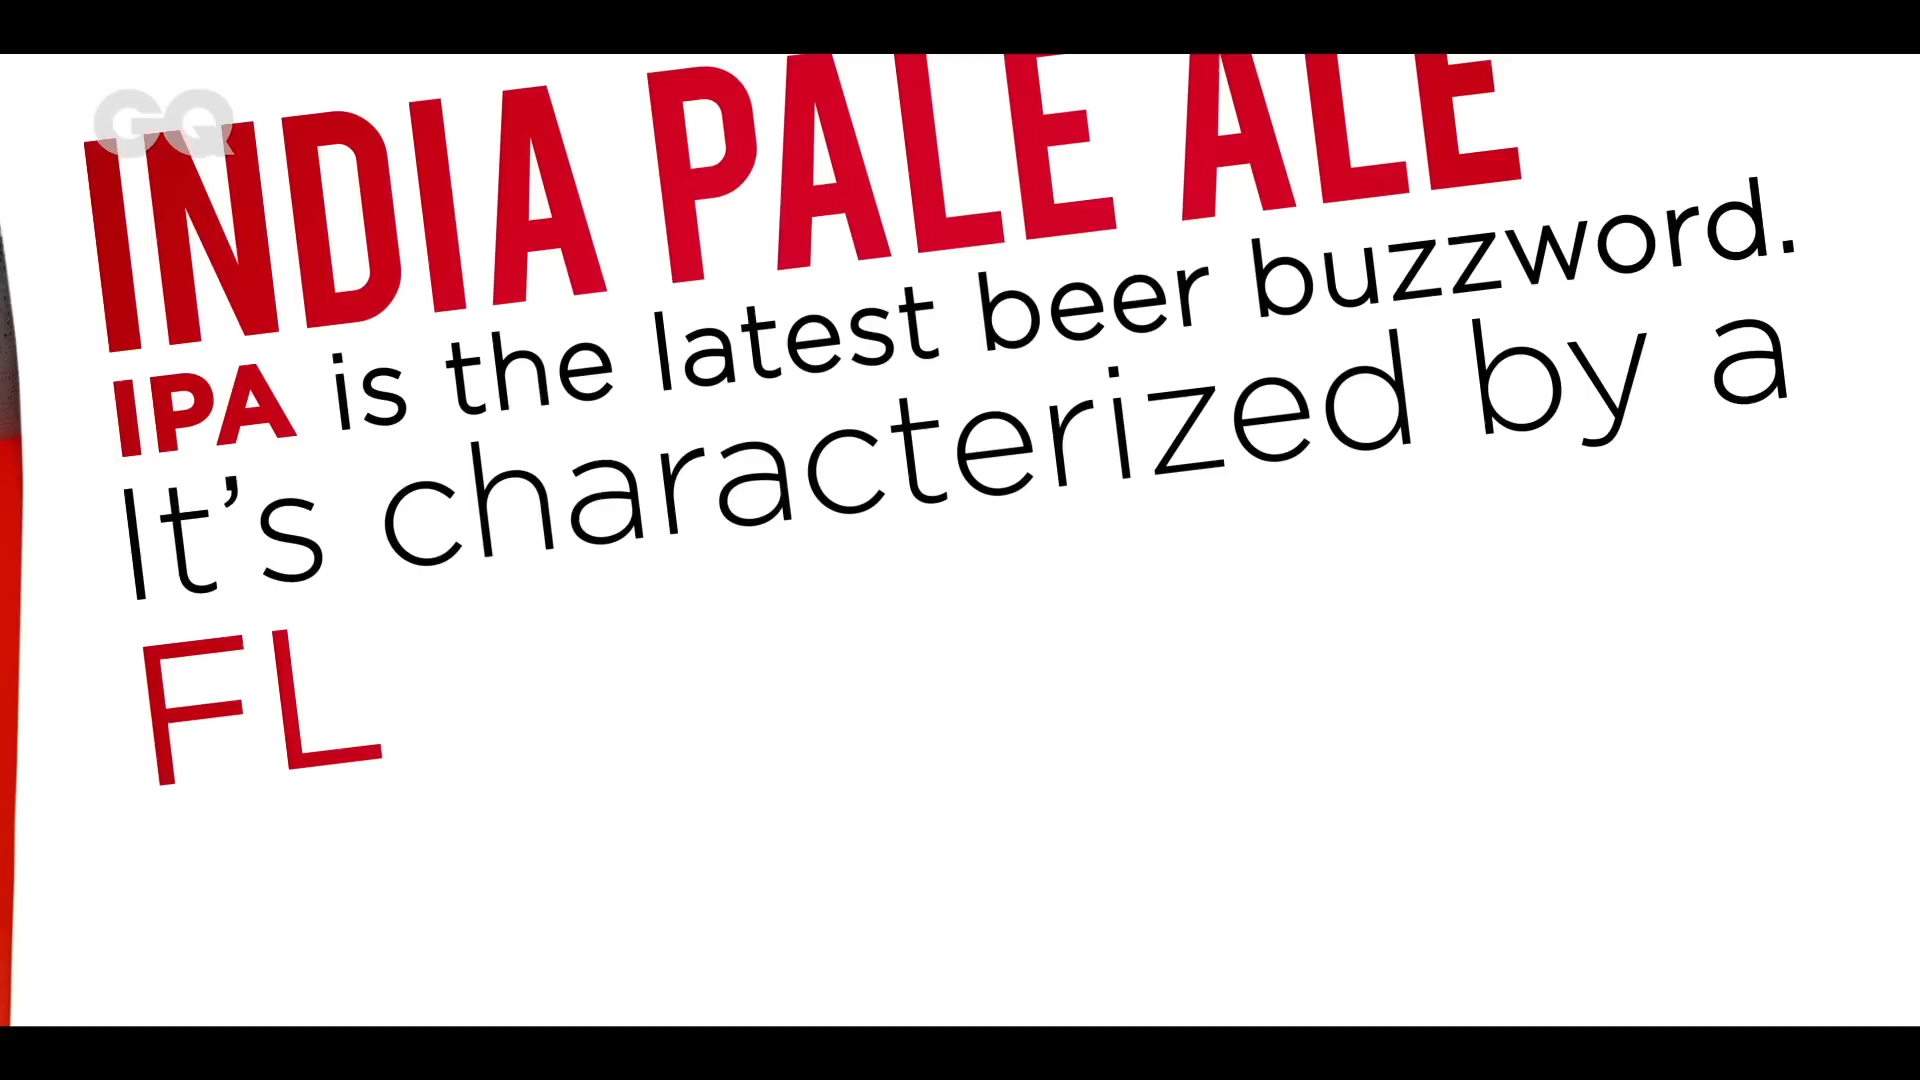 GQ
INDIA PALE ALE
IPA is the latest beer buzzword.
It’s characterized by a
FL